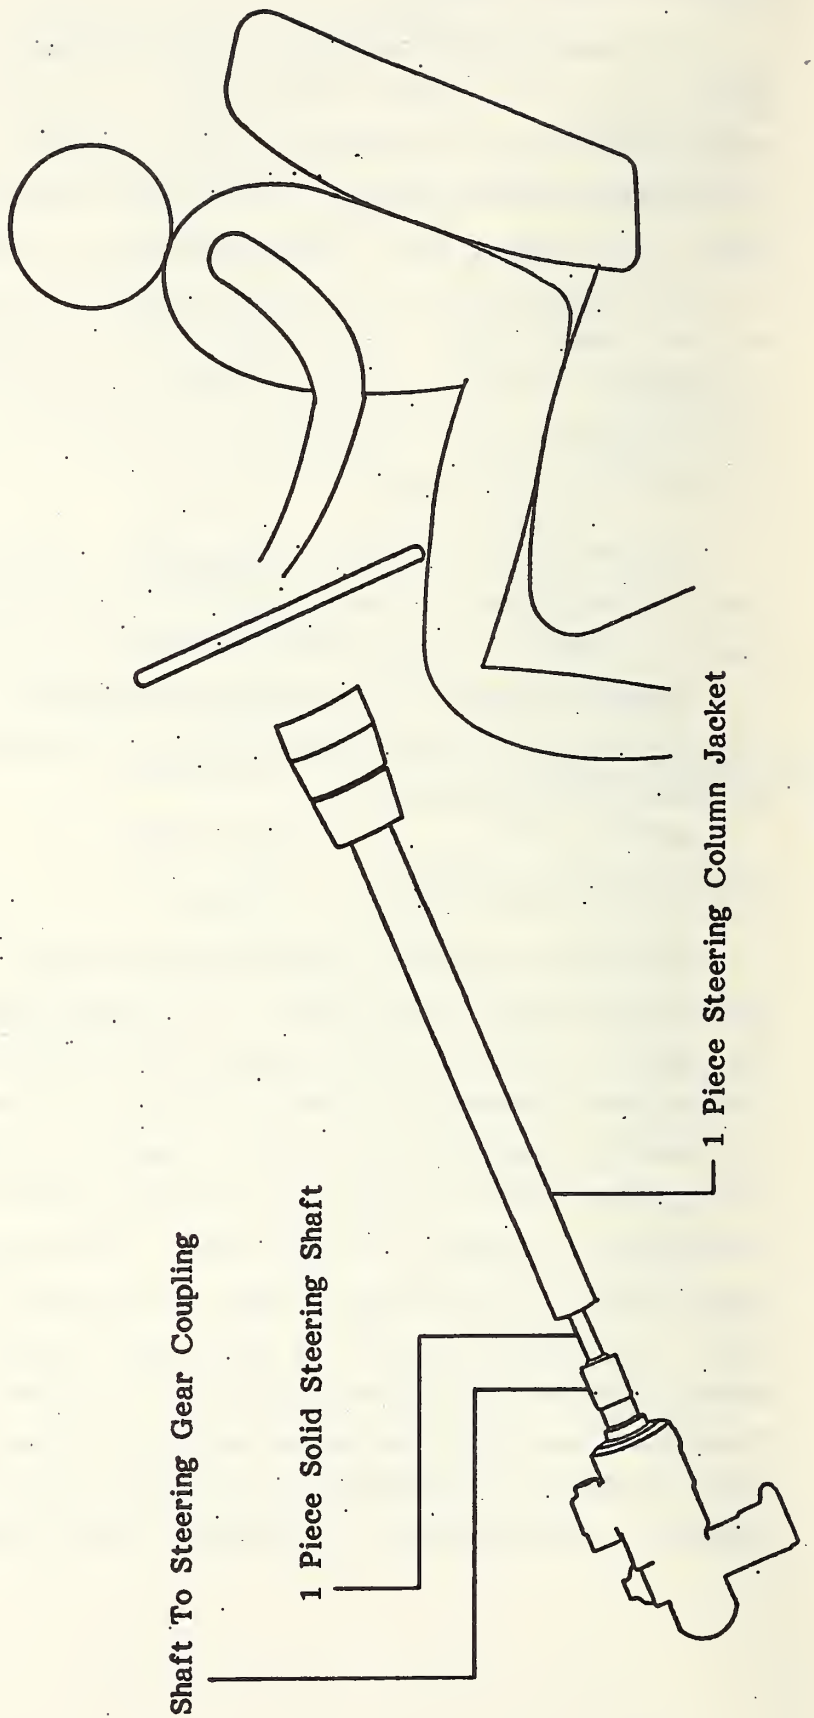 Shaft To Steering Gear Coupling
1 Piece Solid Steering Shaft
1 Piece Steering Column Jacket